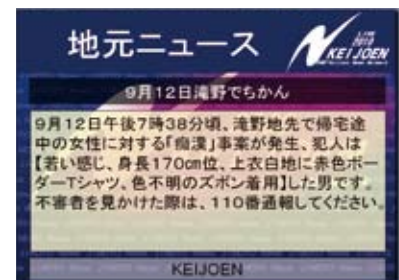 地元ニュース
KEIJOEN
9月12日滝野でちかん
9月12日午後7時38分頃、滝野地先で帰宅途
中の女性に対する「痴漢」事案が発生、犯人は
【若い感じ、身長170cm位、上衣白地に赤色ボー
ダーTシャツ、色不明のズボン着用】した男です。
不審者を見かけた際は、110番通報してください。
KEIJOEN